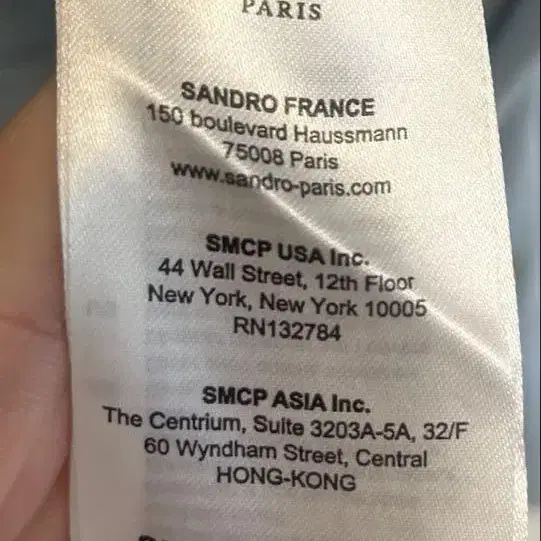 PARIS
SANDRO FRANCE
150 boulevard Haussmann
75008 Paris
www.sandro-paris.com
SMCP USA Inc.
44 Wall Street, 12th Floor
New York, New York 10005
RN132784
SMCP ASIA Inc.
The Centrium, Suite 3203A-5A, 32/F
60 Wyndham Street, Central
HONG-KONG